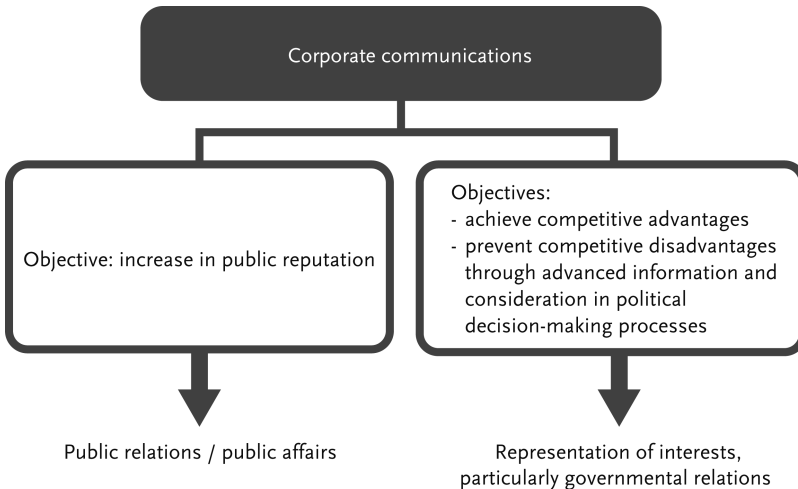 Corporate communications
Objective: increase in public reputation
Objectives:
- achieve competitive advantages
- prevent competitive disadvantages
through advanced information and
consideration in political
decision-making processes
Public relations / public affairs
Representation of interests,
particularly governmental relations